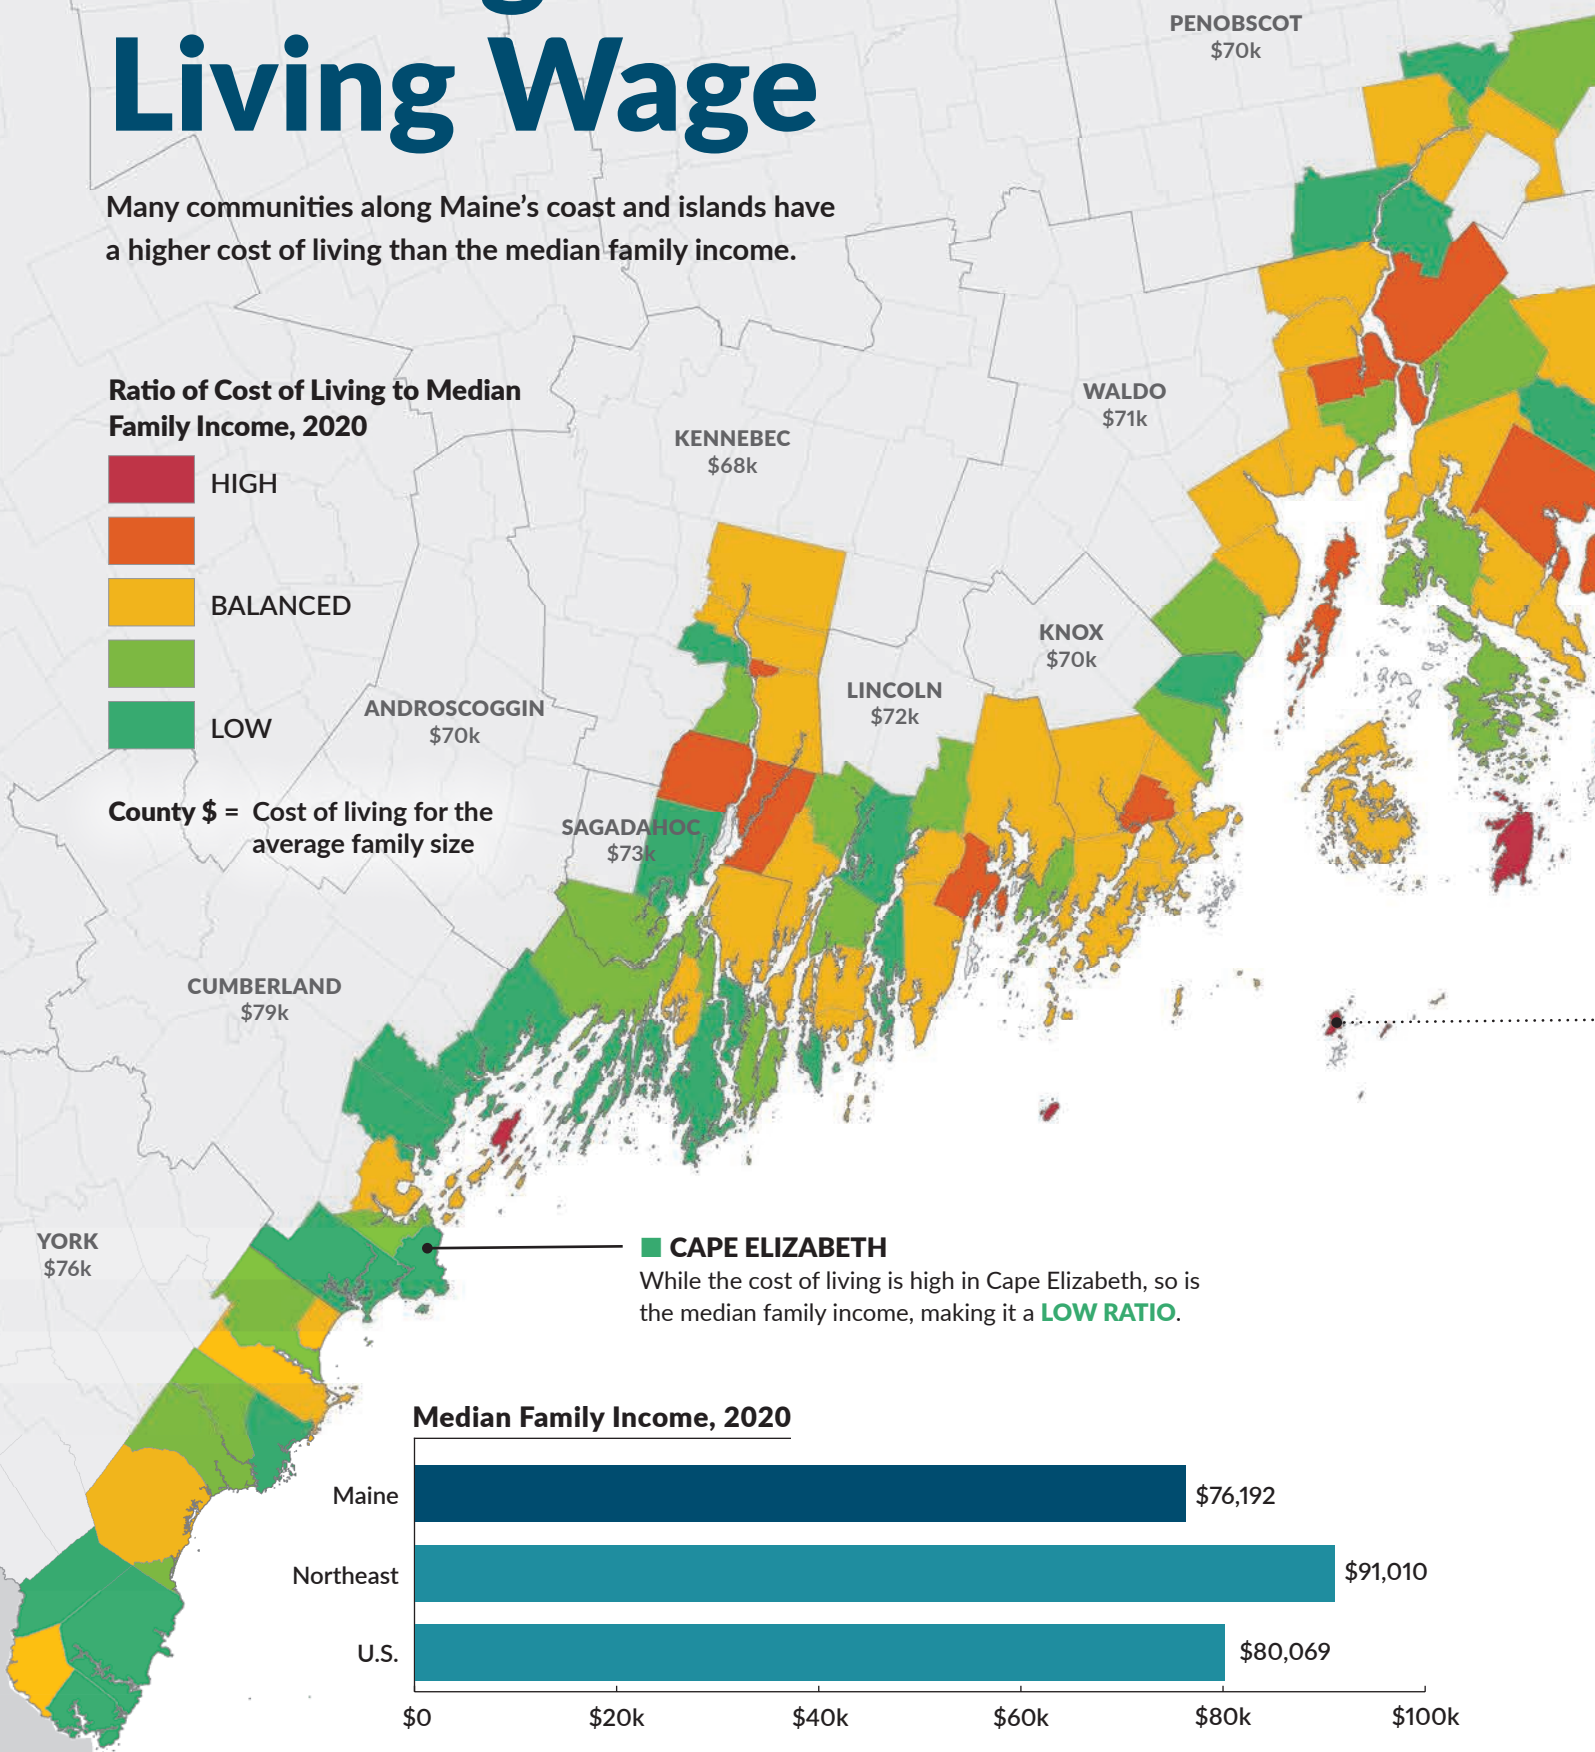 Living Wage
Many communities along Maine’s coast and islands have
a higher cost of living than the median family income.
Ratio of Cost of Living to Median
Family Income, 2020
HIGH
BALANCED
LOW
County $ = Cost of living for the
average family size
PENOBSCOT
$70k
WALDO
$71k
KENNEBEC
$68k
KNOX
$70k
LINCOLN
$72k
ANDROSCOGGIN
$70k
SAGADAHOC
$73k
CUMBERLAND
$79k
YORK
$76k
CAPE ELIZABETH
While the cost of living is high in Cape Elizabeth, so is
the median family income, making it a LOW RATIO.
Median Family Income, 2020
Maine $76,192
Northeast $91,010
U.S. $80,069
$0 $20k $40k $60k $80k $100k